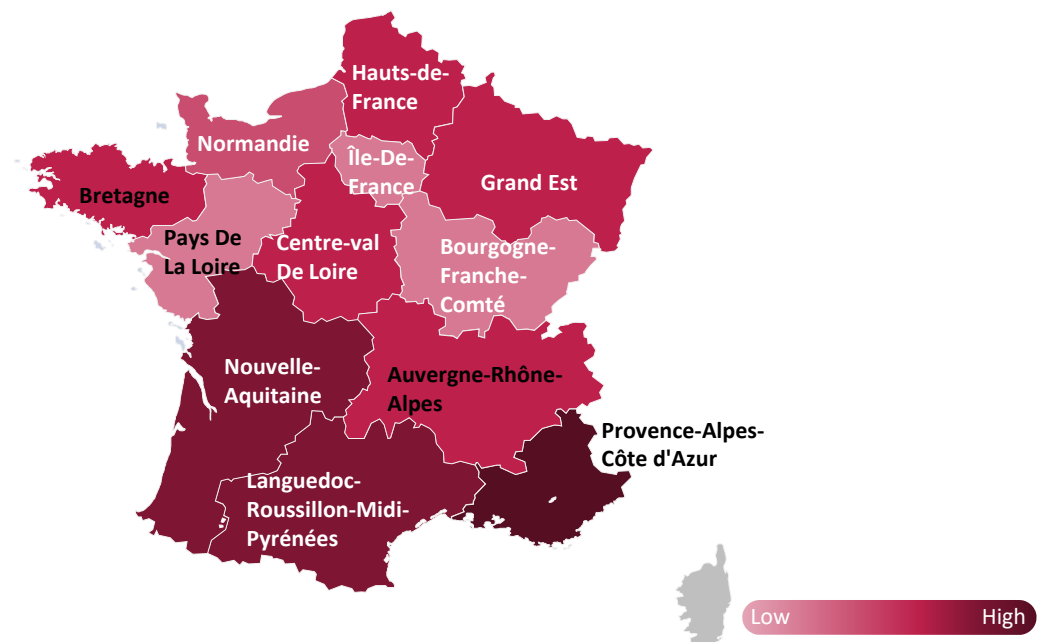 Hauts-de-
France
Normandie
Île-De-
France
Grand Est
Bretagne
Pays De
La Loire
Centre-val
De Loire
Bourgogne-
Franche-
Comté
Nouvelle-
Aquitaine
Auvergne-Rhône-
Alpes
Provence-Alpes-
Côte d'Azur
Languedoc-
Roussillon-Midi-
Pyrénées
Low
High